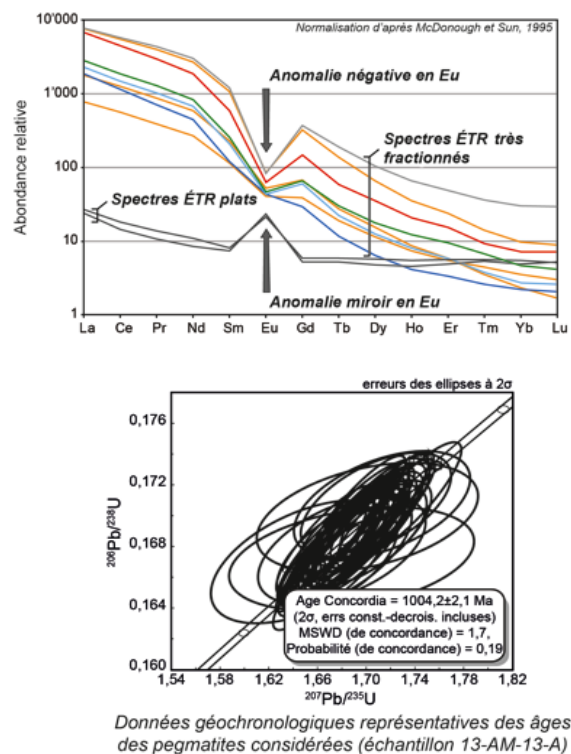 Normalisation d'après McDonough et Sun, 1995
10'000
Anomalie négative en Eu
1'000
Spectres ÉTR très
fractionnés
Abondance relative
100
Spectres ÉTR plats
10
Anomalie miroir en Eu
1
La Ce Pr Nd Sm Eu Gd Tb Dy Ho Er Tm Yb Lu
erreurs des ellipses à 2σ
0,176
0,172
206Pb/238U
0,168
0,164
Age Concordia = 1004,2±2,1 Ma
(2σ, errs const.-decrois. incluses)
MSWD (de concordance) = 1,7,
Probabilité (de concordance) = 0,19
0,160
1,54 1,58 1,62 1,66 1,70 1,74 1,78 1,82
207Pb/235U
Données géochronologiques représentatives des âges
des pegmatites considérées (échantillon 13-AM-13-A)